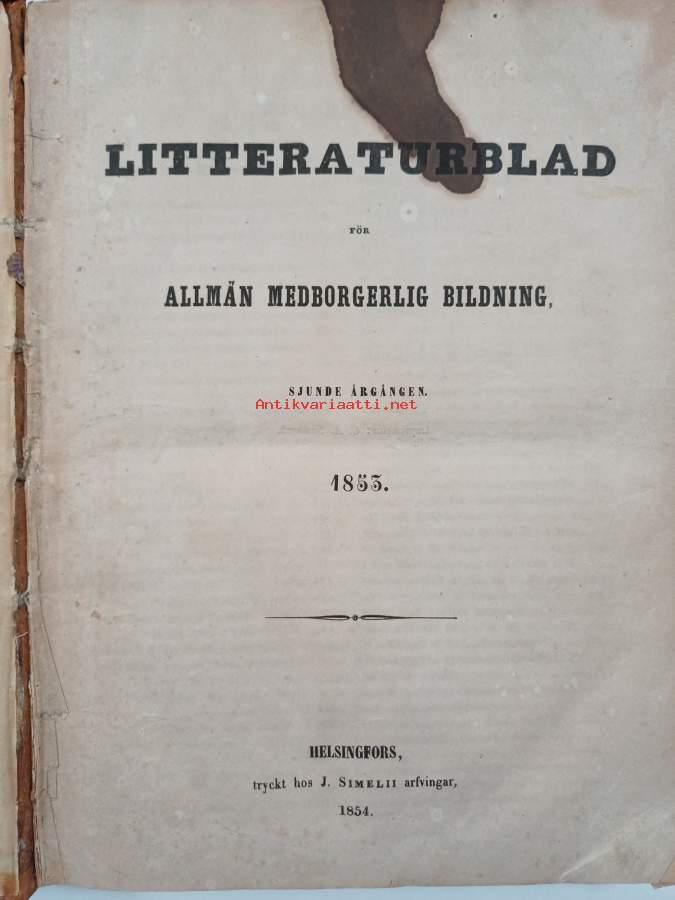 LITTERATURBLAD
FÖR
ALLMÄN MEDBORGERLIG BILDNING,
SJUNDE ÅRGÅNGEN.
Antikvariaatti.net
1853.
HELSINGFORS,
tryckt hos J. SIMELII arfvingar,
1854.